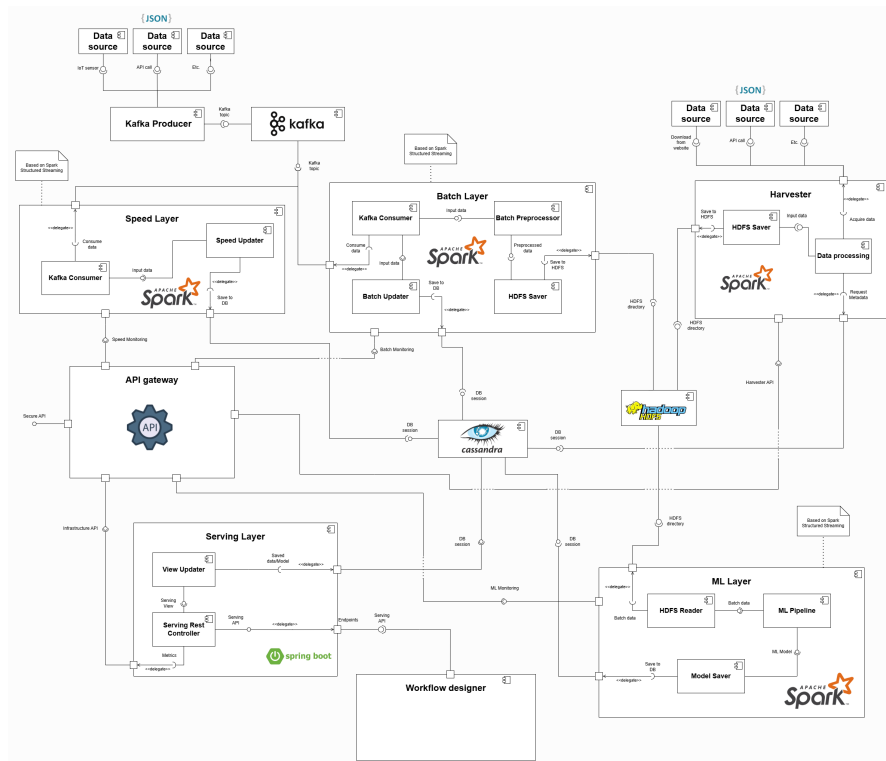 {JSON}
Data
source
Data
source
Data
source
IoT sensor
API call
Etc.
Kafka Producer
Kafka
topic
kafka
Kafka
topic
{JSON}
Data
source
Data
source
Data
source
Download
from
website
API call
Etc.
Based on Spark
Structured Streaming
Speed Layer
<<delegate>>
Consume
data
Speed Updater
Kafka Consumer
Input data
<<delegate>>
Save to
DB
APACHE
Spark
Based on Spark
Structured Streaming
Batch Layer
Kafka Consumer
Input data
Batch Preprocessor
Consume
data
<<delegate>>
Input data
APACHE
Spark
Preprocessed
data
<<delegate>>
Save to
HDFS
Batch Updater
Save to
DB
<<delegate>>
HDFS Saver
Harvester
<<delegate>>
Acquire data
Save to
HDFS
<<delegate>>
HDFS Saver
Input data
Data processing
APACHE
Spark
Request
Metadata
<<delegate>>
HDFS
directory
HDFS
directory
Speed Monitoring
Batch Monitoring
Harvester API
API gateway
API
Secure API
DB
session
DB
session
cassandra
DB
session
hadoop
HDFS
Infrastructure API
DB
session
DB
session
HDFS
directory
Serving Layer
View Updater
Saved
data/Model
<<delegate>>
Serving
View
Serving Rest
Controller
Serving
API
<<delegate>>
Endpoints
Serving
API
Metrics
<<delegate>>
spring boot
ML Monitoring
Workflow designer
Based on Spark
Structured Streaming
ML Layer
<<delegate>>
Batch data
HDFS Reader
Batch data
ML Pipeline
ML Model
Save to
DB
<<delegate>>
Model Saver
APACHE
Spark